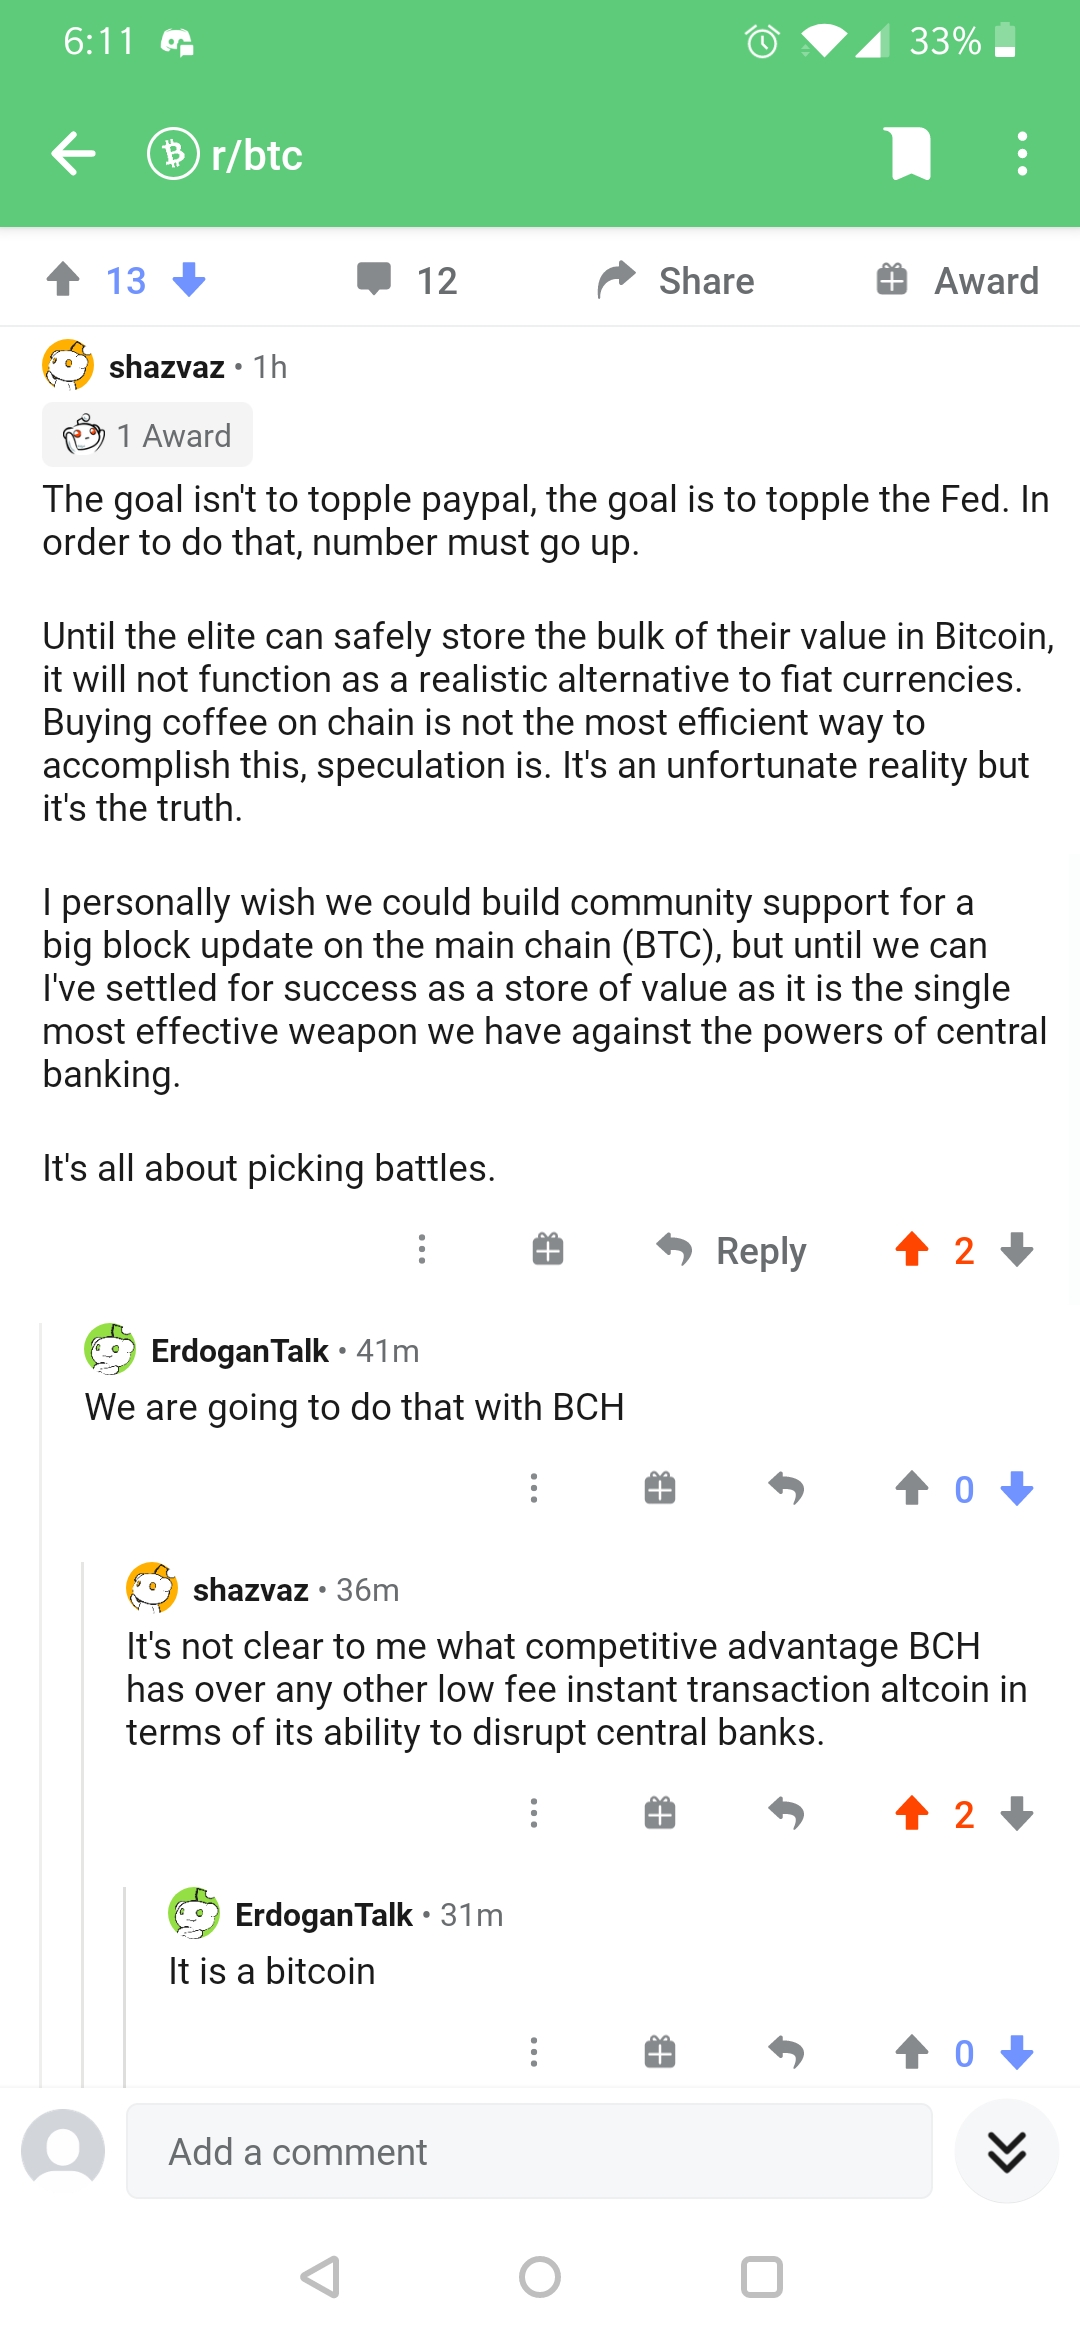 6:11
33%
r/btc
13
12
Share
Award
shazvaz • 1h
1 Award
The goal isn't to topple paypal, the goal is to topple the Fed. In
order to do that, number must go up.
Until the elite can safely store the bulk of their value in Bitcoin,
it will not function as a realistic alternative to fiat currencies.
Buying coffee on chain is not the most efficient way to
accomplish this, speculation is. It's an unfortunate reality but
it's the truth.
I personally wish we could build community support for a
big block update on the main chain (BTC), but until we can
I've settled for success as a store of value as it is the single
most effective weapon we have against the powers of central
banking.
It's all about picking battles.
Reply
2
ErdoganTalk • 41m
We are going to do that with BCH
0
shazvaz • 36m
It's not clear to me what competitive advantage BCH
has over any other low fee instant transaction altcoin in
terms of its ability to disrupt central banks.
2
ErdoganTalk • 31m
It is a bitcoin
0
Add a comment